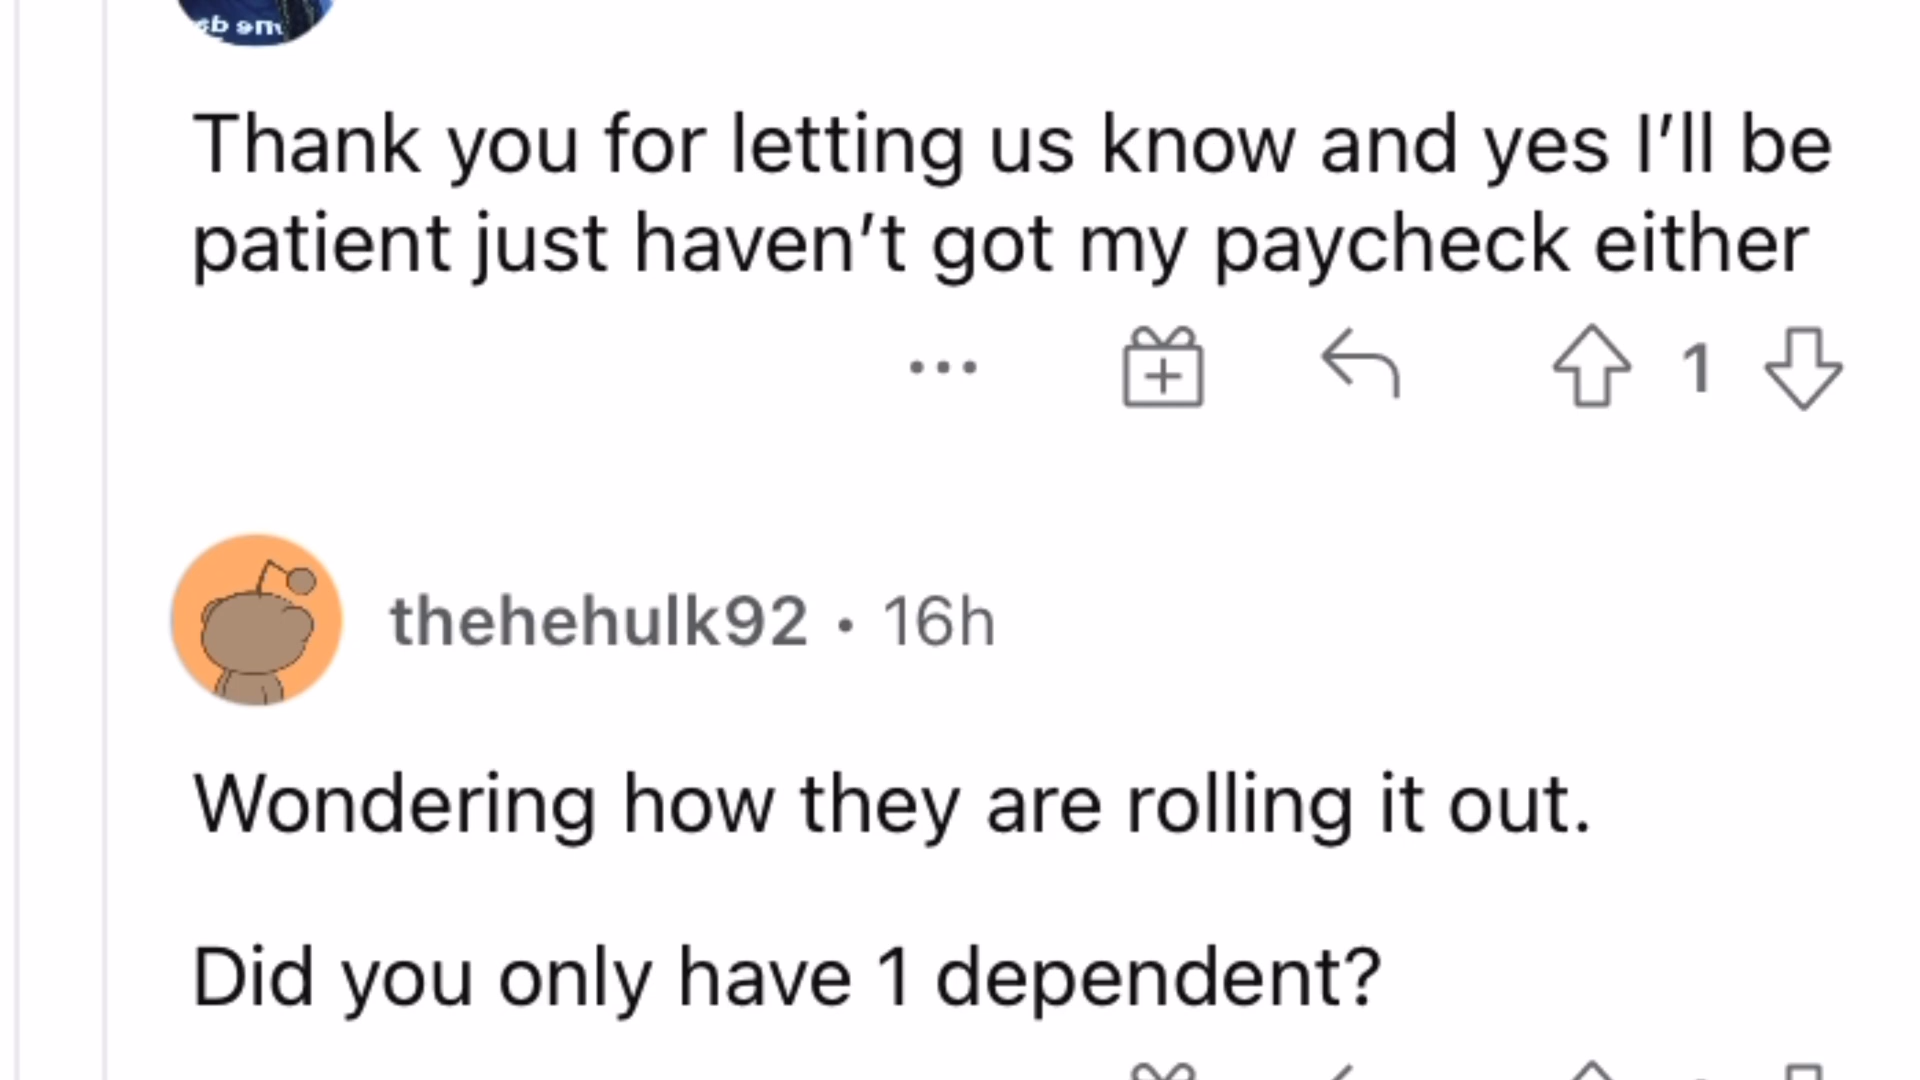 Thank you for letting us know and yes I’ll be
patient just haven’t got my paycheck either
1
thehehulk92 • 16h
Wondering how they are rolling it out.
Did you only have 1 dependent?